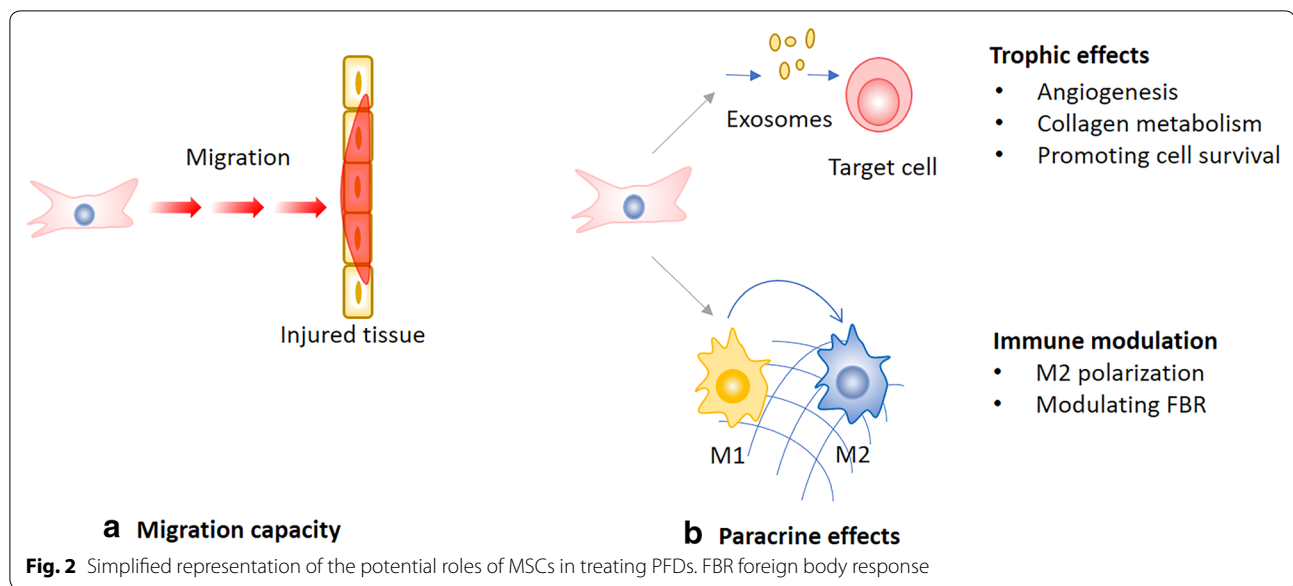 Migration
Injured tissue
a Migration capacity
Exosomes
Target cell
Trophic effects
• Angiogenesis
• Collagen metabolism
• Promoting cell survival
M1
M2
Immune modulation
• M2 polarization
• Modulating FBR
b Paracrine effects
Fig. 2 Simplified representation of the potential roles of MSCs in treating PFDs. FBR foreign body response